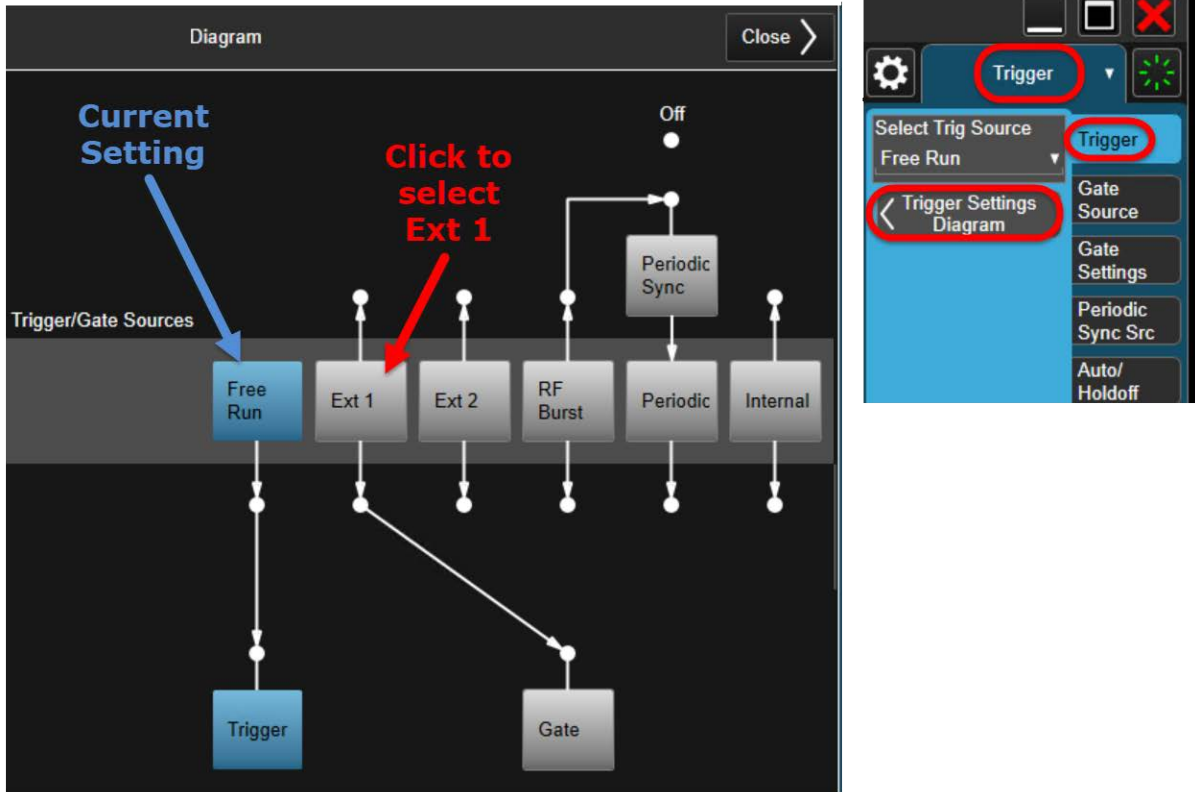 Diagram
Close
Current
Setting
Click to
select
Ext 1
Off
Periodic
Sync
Trigger/Gate Sources
Free
Run
Ext 1
Ext 2
RF
Burst
Periodic
Internal
Trigger
Gate
Trigger
Select Trig Source
Free Run
Trigger Settings
Diagram
Trigger
Gate
Source
Gate
Settings
Periodic
Sync Src
Auto/
Holdoff